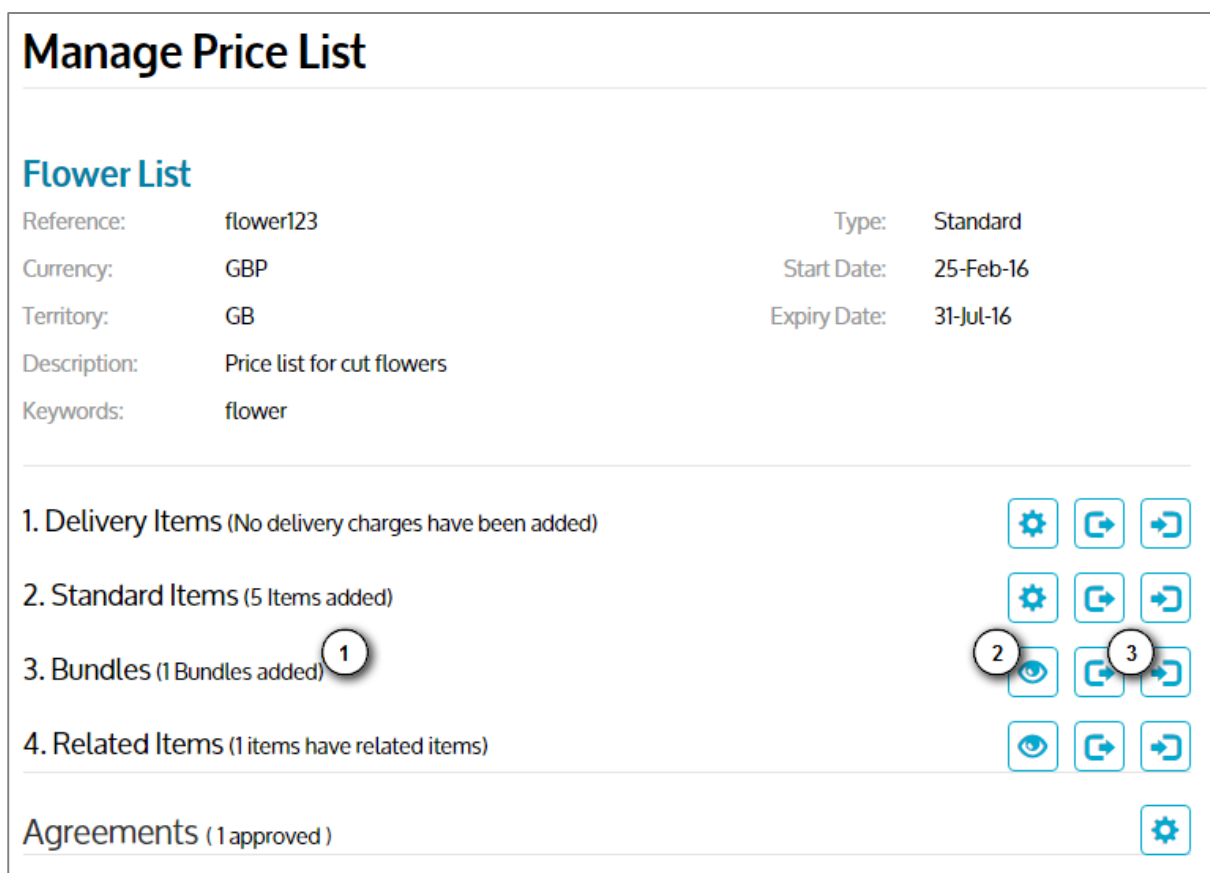 Manage Price List
Flower List
Reference: flower123 Type: Standard
Currency: GBP Start Date: 25-Feb-16
Territory: GB Expiry Date: 31-Jul-16
Description: Price list for cut flowers
Keywords: flower
1. Delivery Items (No delivery charges have been added)
2. Standard Items (5 Items added)
3. Bundles (1 Bundles added) 1 2 3
4. Related Items (1 items have related items)
Agreements ( 1 approved )